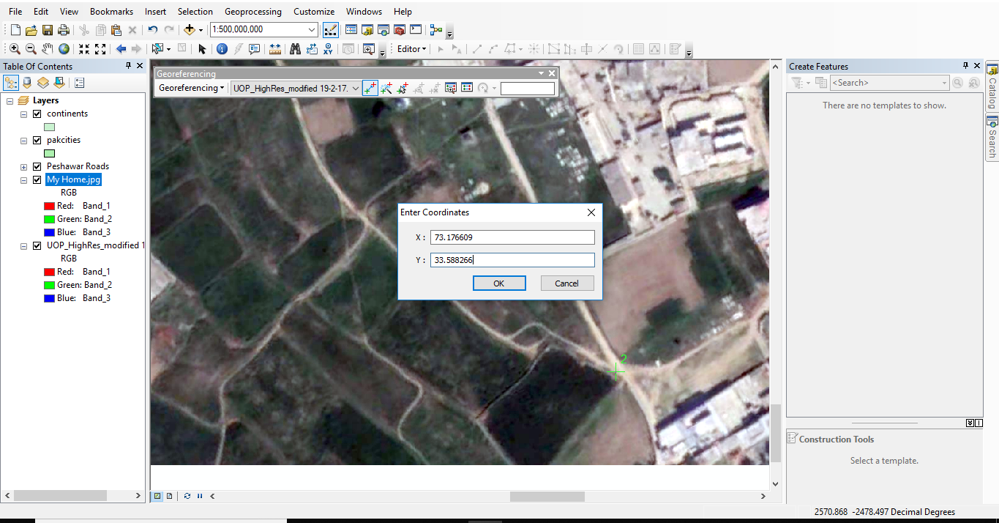 File Edit View Bookmarks Insert Selection Geoprocessing Customize Windows Help
1:500,000,000
Editor
Table Of Contents
Layers
continents
pakcities
Peshawar Roads
My Home.jpg
RGB
Red: Band_1
Green: Band_2
Blue: Band_3
UOP_HighRes_modified 1
RGB
Red: Band_1
Green: Band_2
Blue: Band_3
Georeferencing
Georeferencing UOP_HighRes_modified 19-2-17.
Enter Coordinates
X: 73.176609
Y: 33.588266
OK Cancel
2
Create Features
<Search>
There are no templates to show.
Construction Tools
Select a template.
Catalog
Search
2570.868 -2478.497 Decimal Degrees